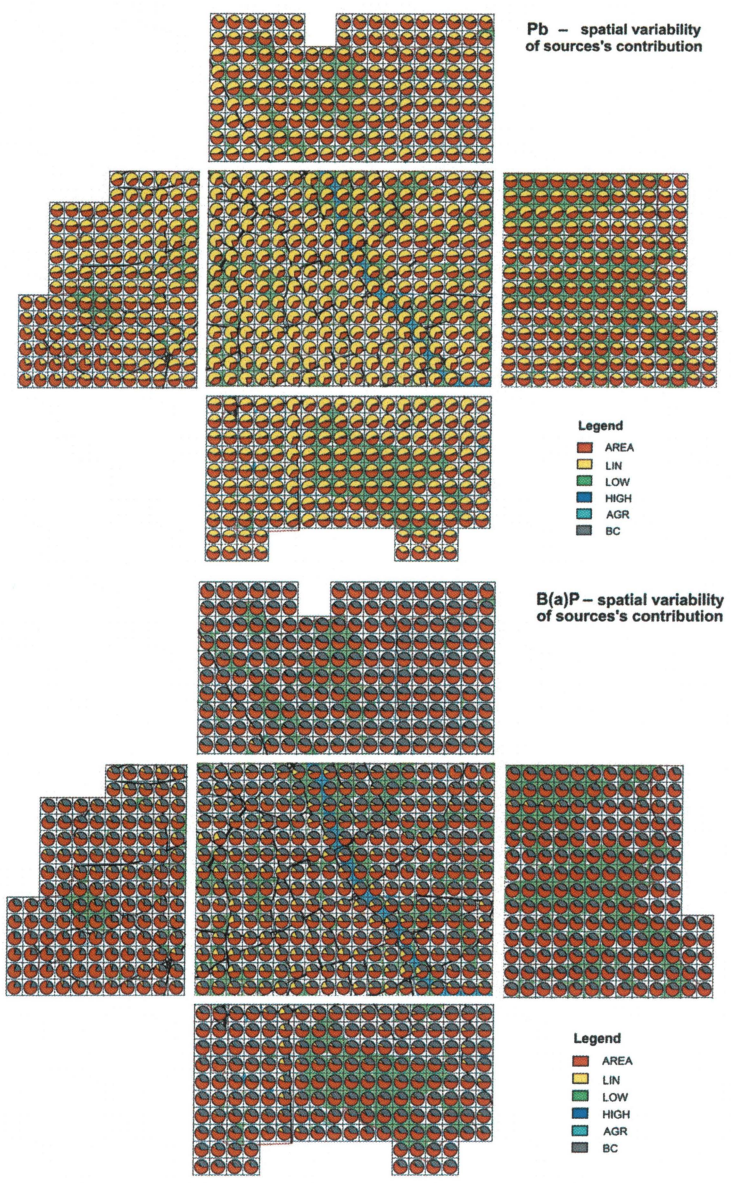 Pb – spatial variability
of sources's contribution
Legend
AREA
LIN
LOW
HIGH
AGR
BC
B(a)P – spatial variability
of sources's contribution
Legend
AREA
LIN
LOW
HIGH
AGR
BC